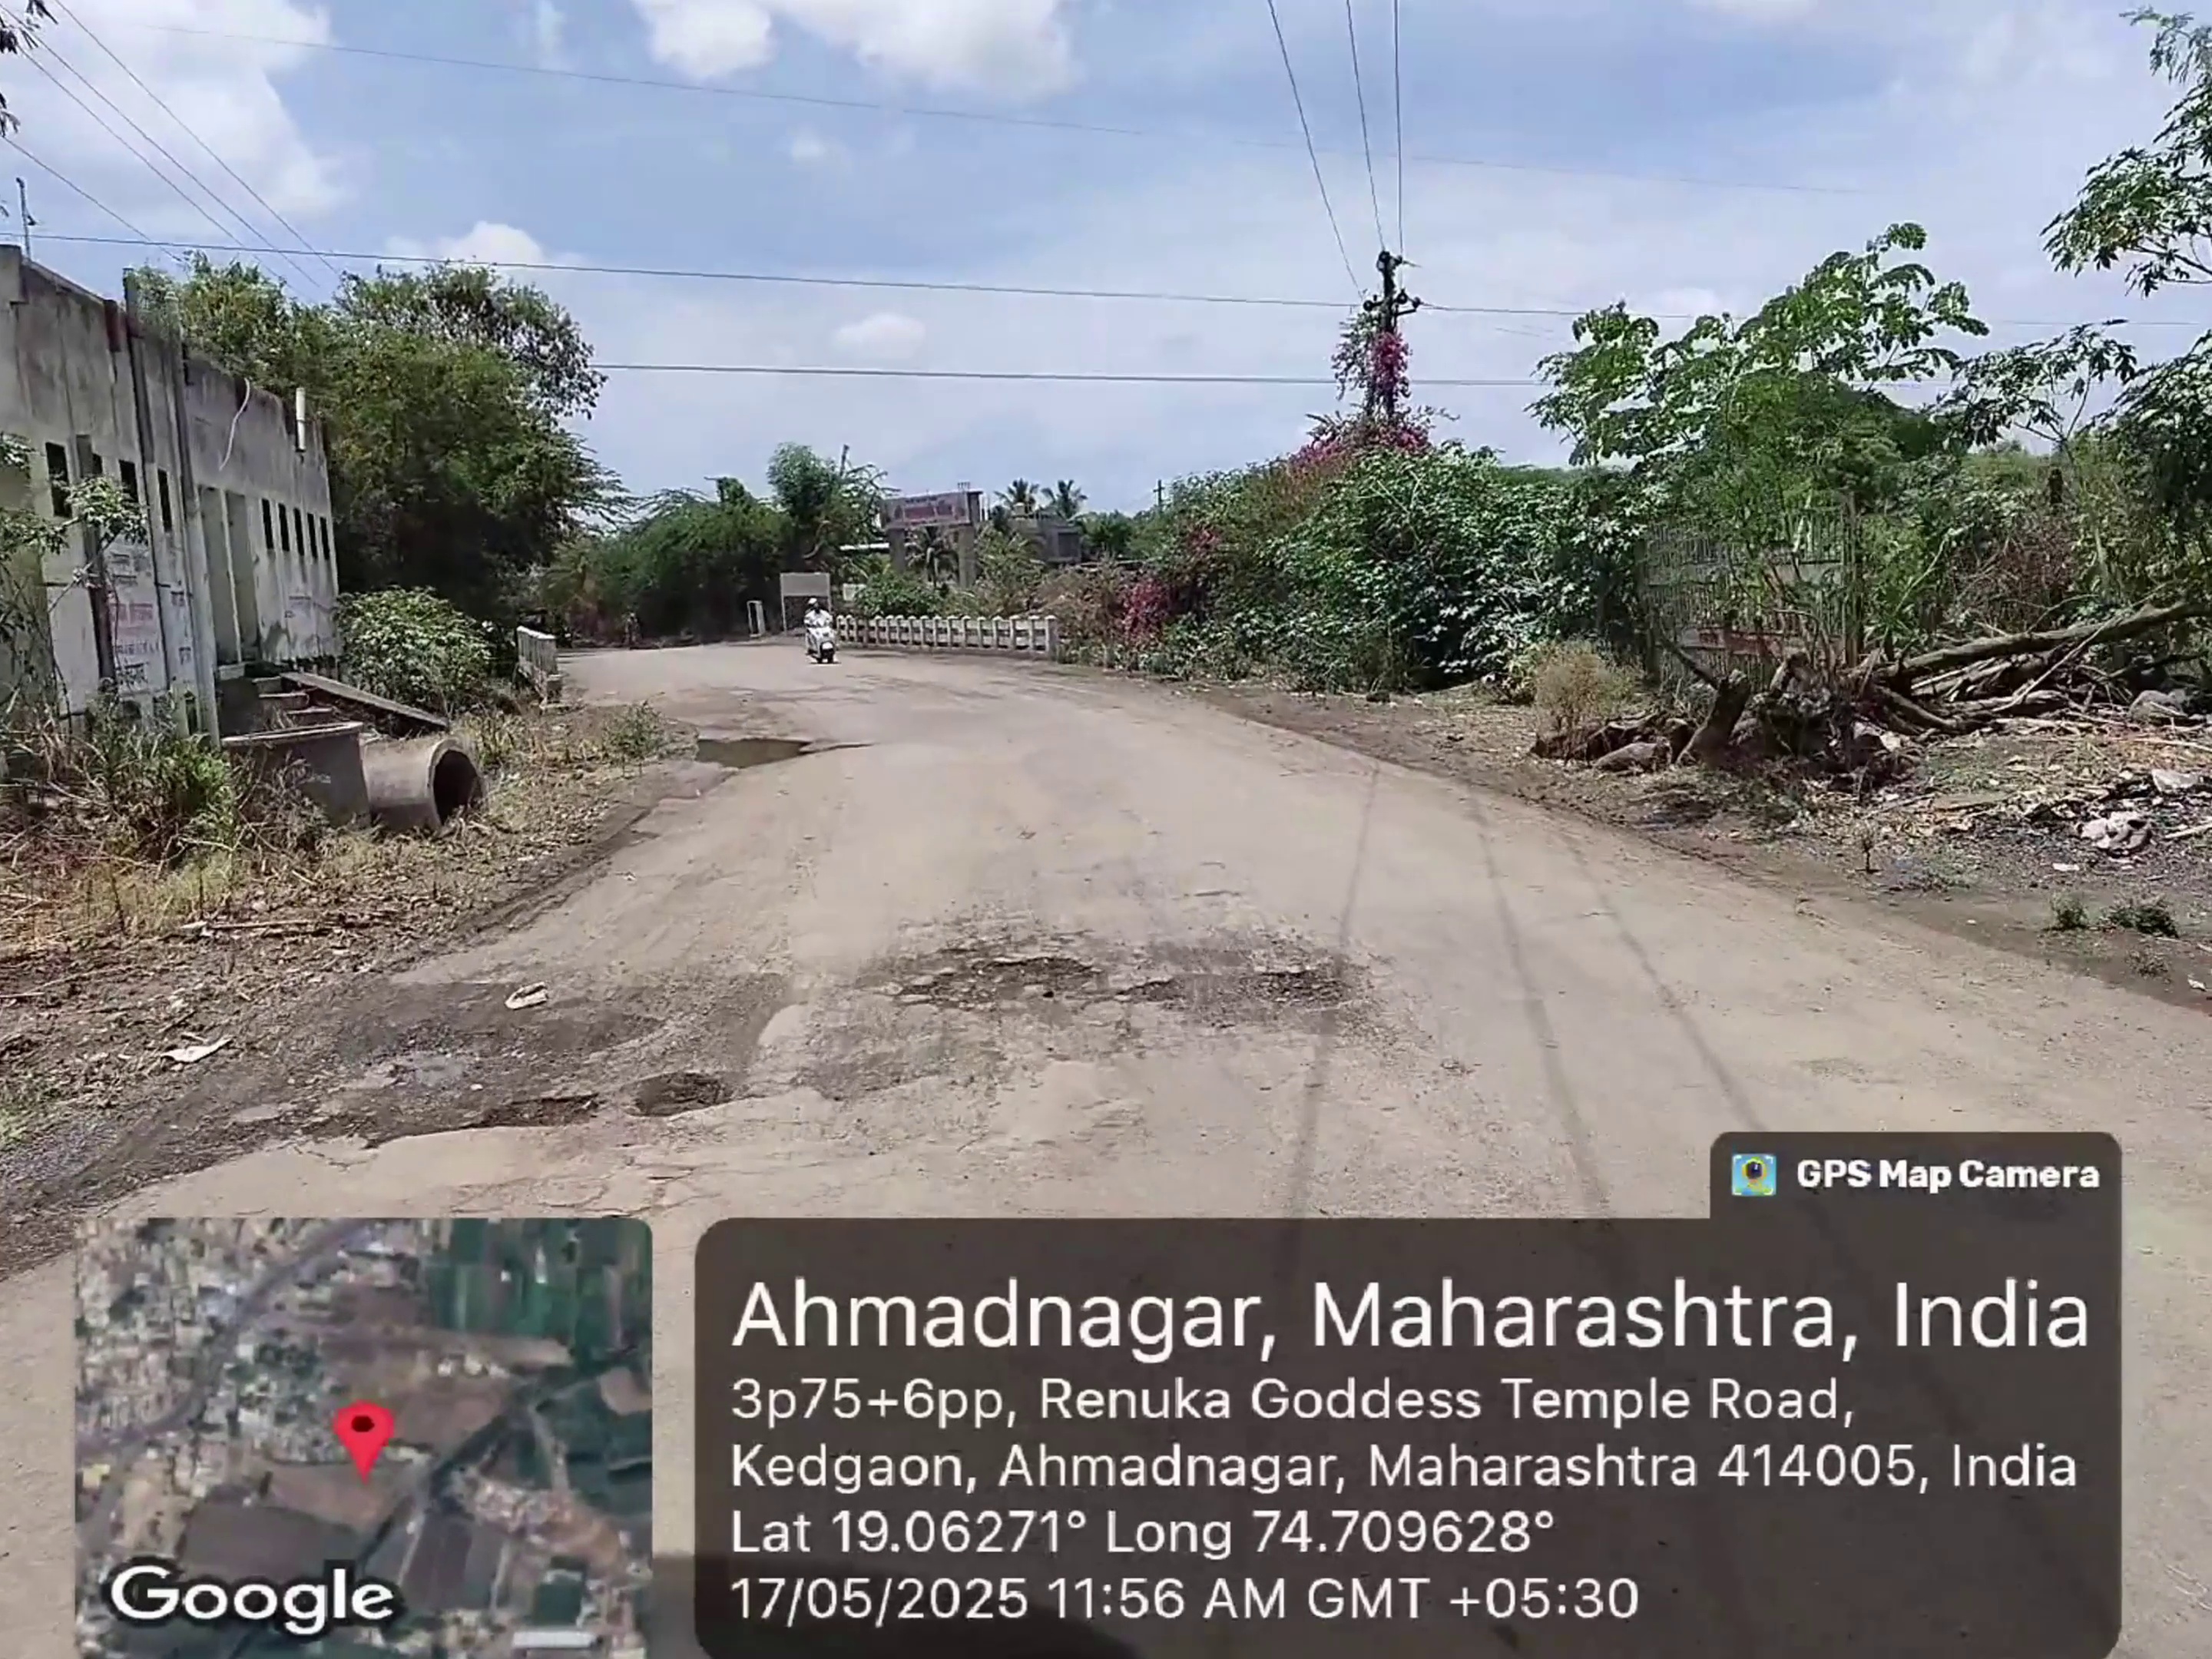 GPS Map Camera
Ahmadnagar, Maharashtra, India
3p75+6pp, Renuka Goddess Temple Road,
Kedgaon, Ahmadnagar, Maharashtra 414005, India
Lat 19.06271° Long 74.709628°
17/05/2025 11:56 AM GMT +05:30
Google